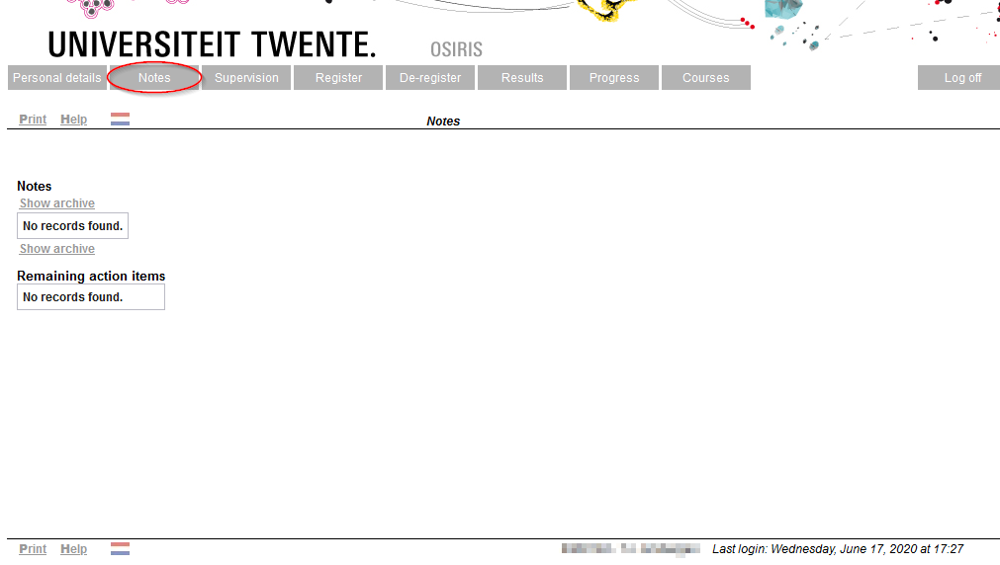 UNIVERSITEIT TWENTE. OSIRIS
Personal details Notes Supervision Register De-register Results Progress Courses Log off
Print Help Notes
Notes
Show archive
No records found.
Show archive
Remaining action items
No records found.
Print Help Last login: Wednesday, June 17, 2020 at 17:27